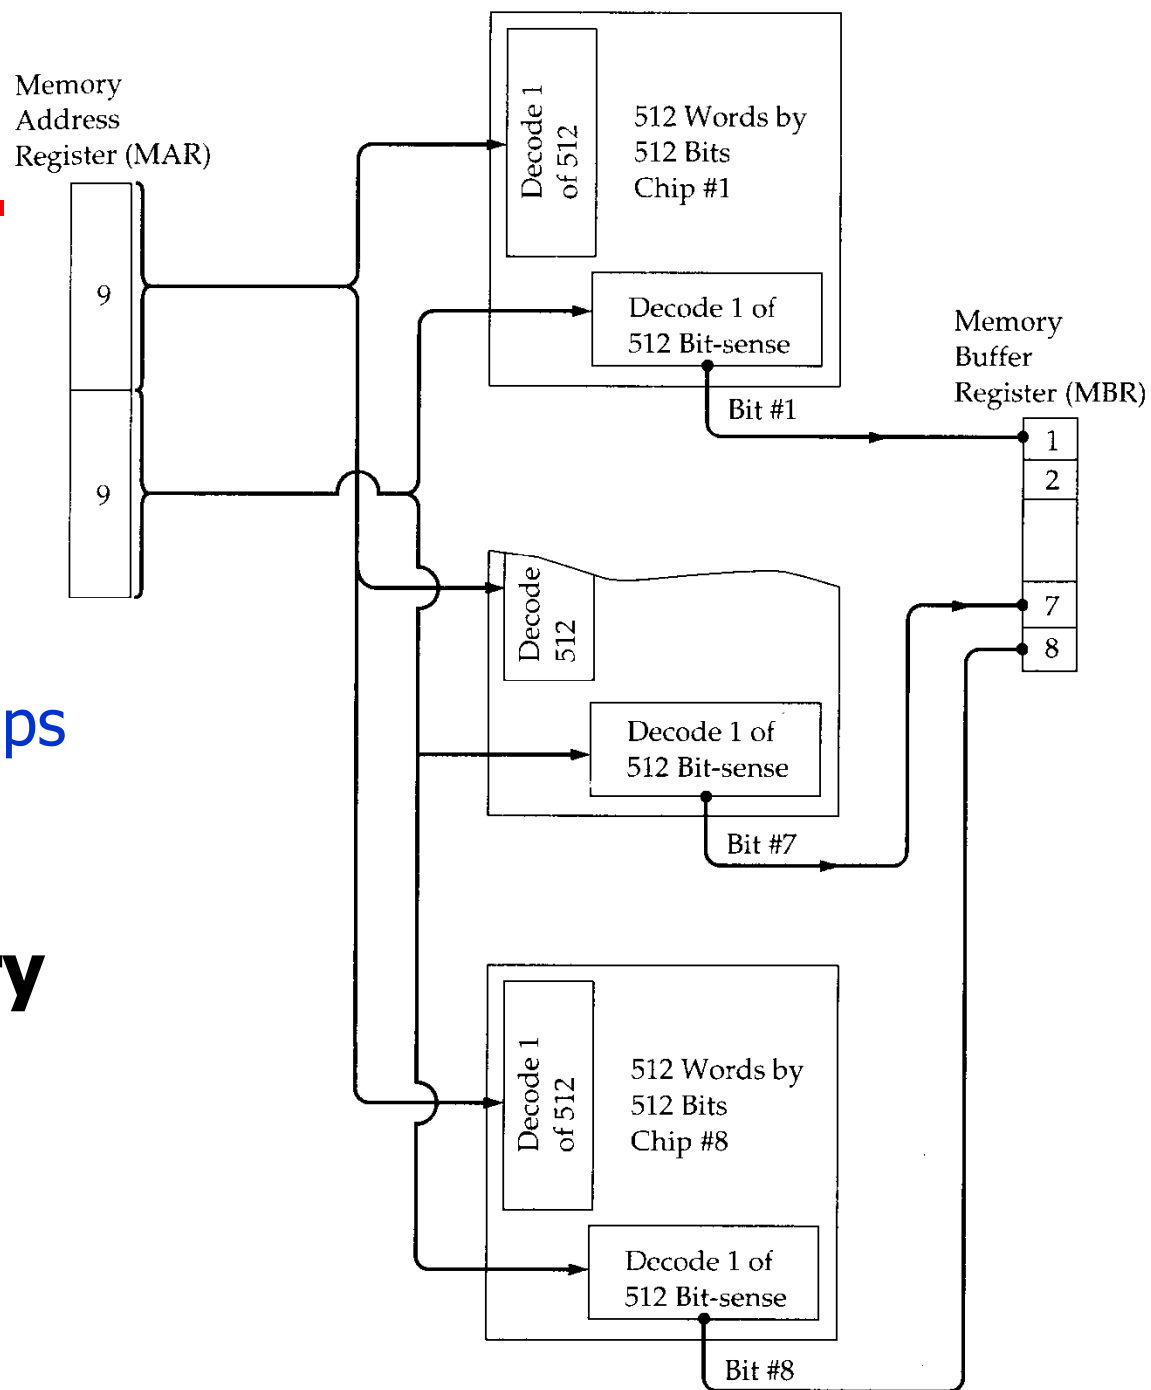 Memory
Address
Register (MAR)
9
9
Decode 1
of 512
512 Words by
512 Bits
Chip #1
Decode 1 of
512 Bit-sense
Bit #1
Memory
Buffer
Register (MBR)
1
2
7
8
Decode
512
Decode 1 of
512 Bit-sense
Bit #7
ps
y
Decode 1
of 512
512 Words by
512 Bits
Chip #8
Decode 1 of
512 Bit-sense
Bit #8